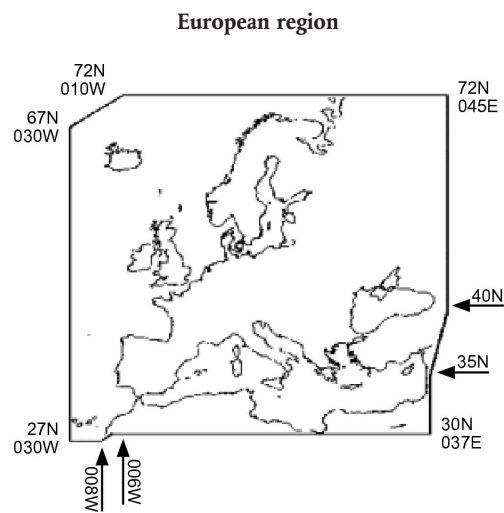 European region
72N
010W
72N
045E
67N
030W
40N
35N
27N
030W
30N
037E
008W
006W